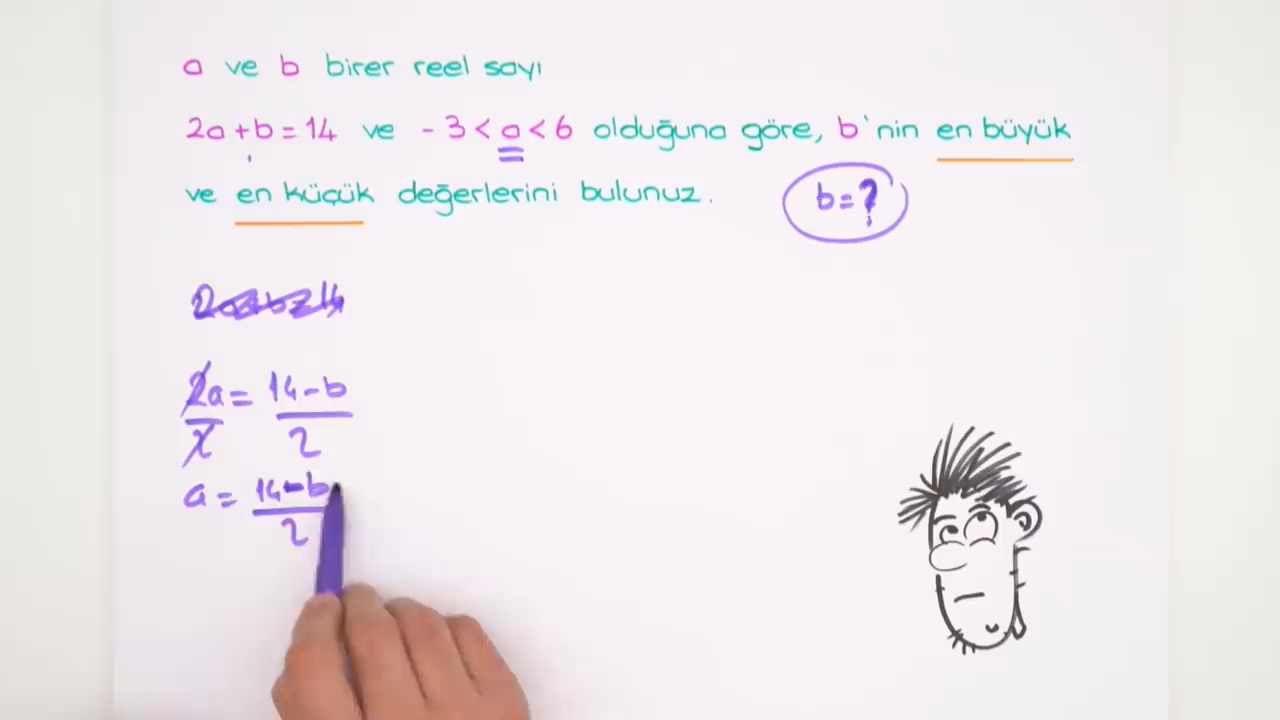 a ve b birer reel sayı
2a + b = 14 ve - 3 < a < 6 olduğuna göre, b'nin en büyük
ve en küçük değerlerini bulunuz. b = ?
2a = 14 - b
2 2
a = 14 - b
2